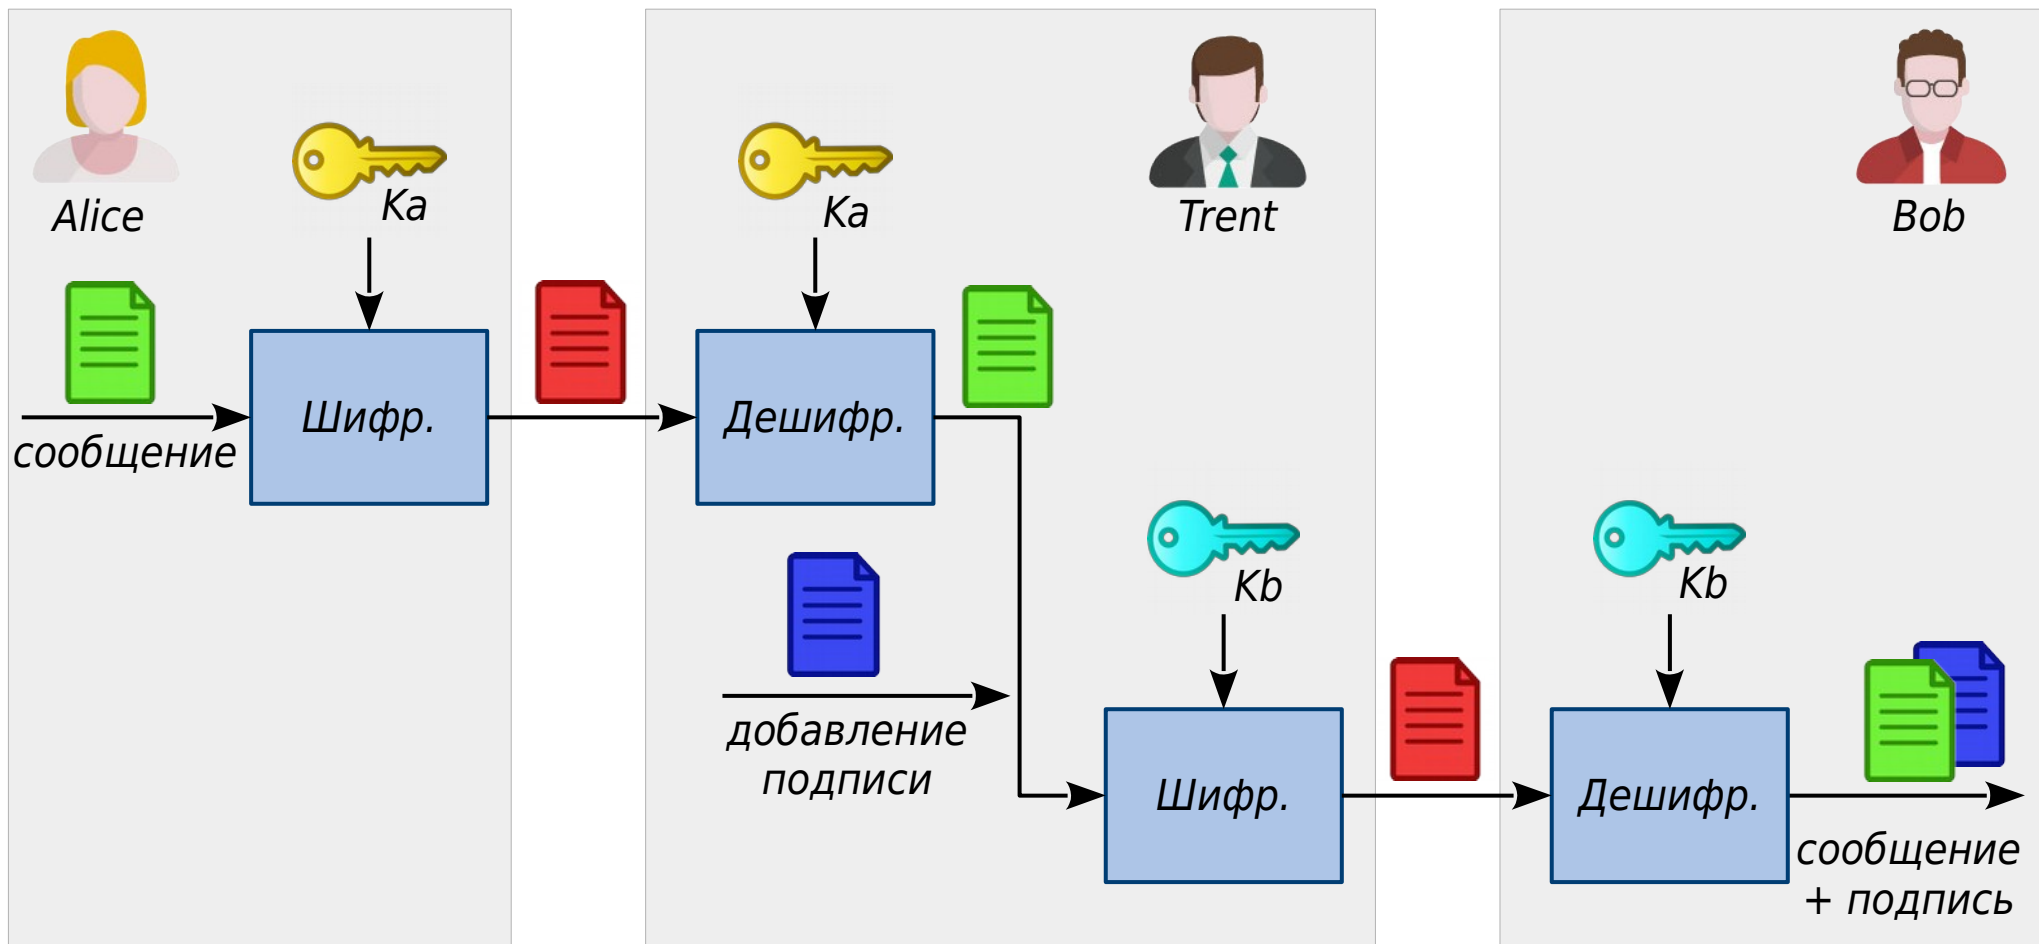 Alice
Ka
Ka
Trent
Bob
сообщение
Шифр.
Дешифр.
Kb
Kb
добавление
подписи
Шифр.
Дешифр.
сообщение
+ подпись